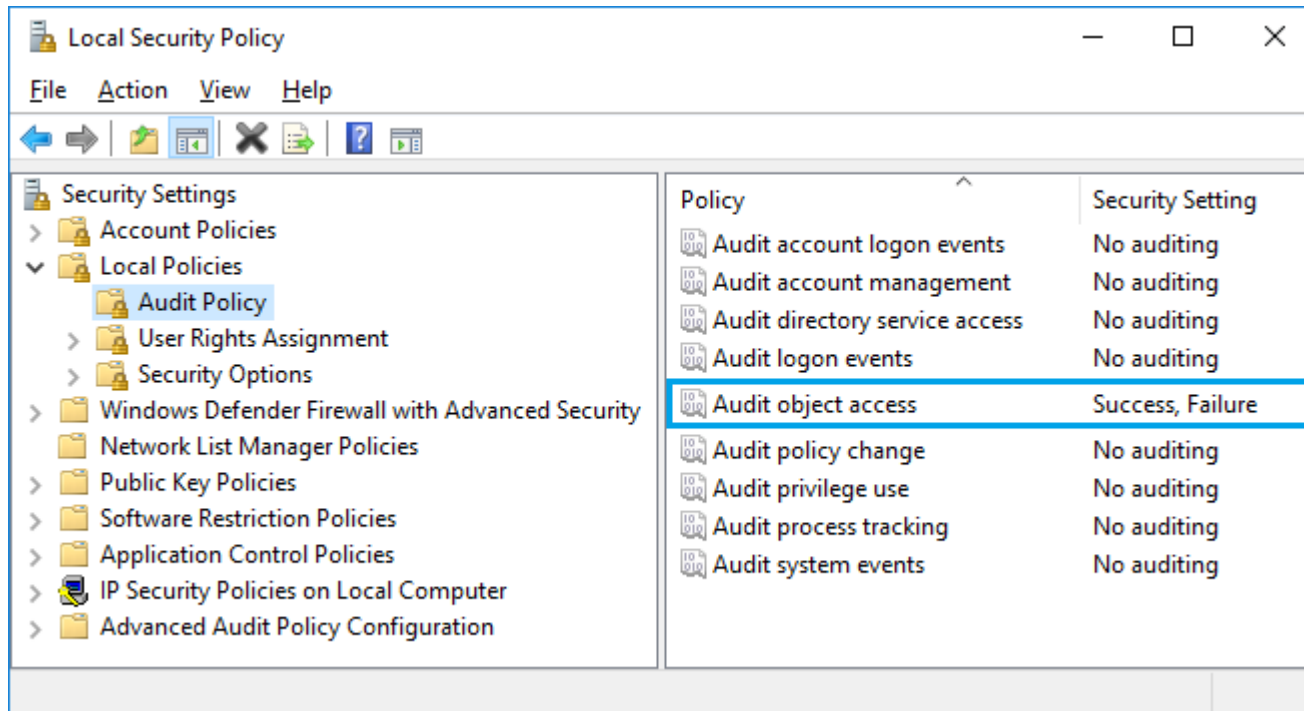 Local Security Policy
File Action View Help
Security Settings
Account Policies
Local Policies
Audit Policy
User Rights Assignment
Security Options
Windows Defender Firewall with Advanced Security
Network List Manager Policies
Public Key Policies
Software Restriction Policies
Application Control Policies
IP Security Policies on Local Computer
Advanced Audit Policy Configuration
Policy Security Setting
Audit account logon events No auditing
Audit account management No auditing
Audit directory service access No auditing
Audit logon events No auditing
Audit object access Success, Failure
Audit policy change No auditing
Audit privilege use No auditing
Audit process tracking No auditing
Audit system events No auditing